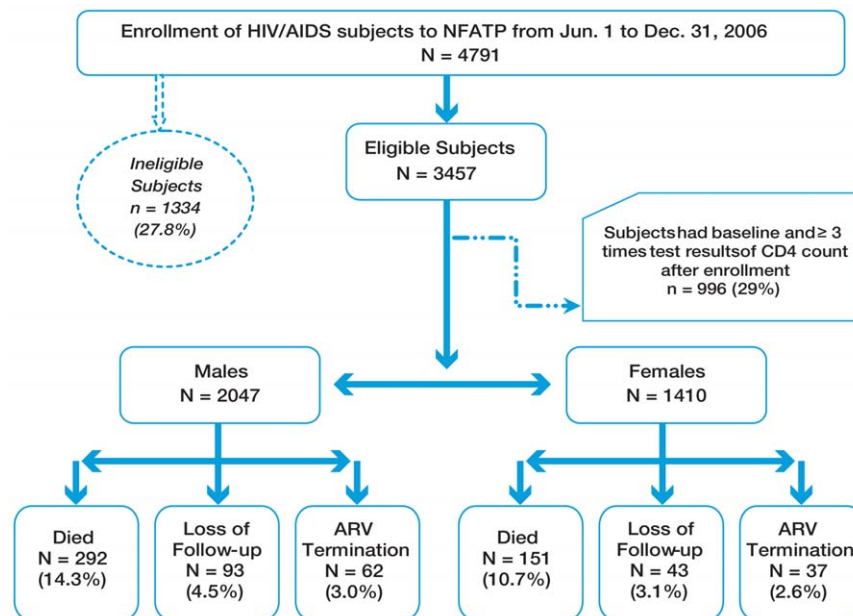 Enrollment of HIV/AIDS subjects to NFATP from Jun. 1 to Dec. 31, 2006
N = 4791
Ineligible
Subjects
n = 1334
(27.8%)
Eligible Subjects
N = 3457
Subjects had baseline and ≥ 3
times test resultsof CD4 count
after enrollment
n = 996 (29%)
Males
N = 2047
Females
N = 1410
Died
N = 292
(14.3%)
Loss of
Follow-up
N = 93
(4.5%)
ARV
Termination
N = 62
(3.0%)
Died
N = 151
(10.7%)
Loss of
Follow-up
N = 43
(3.1%)
ARV
Termination
N = 37
(2.6%)